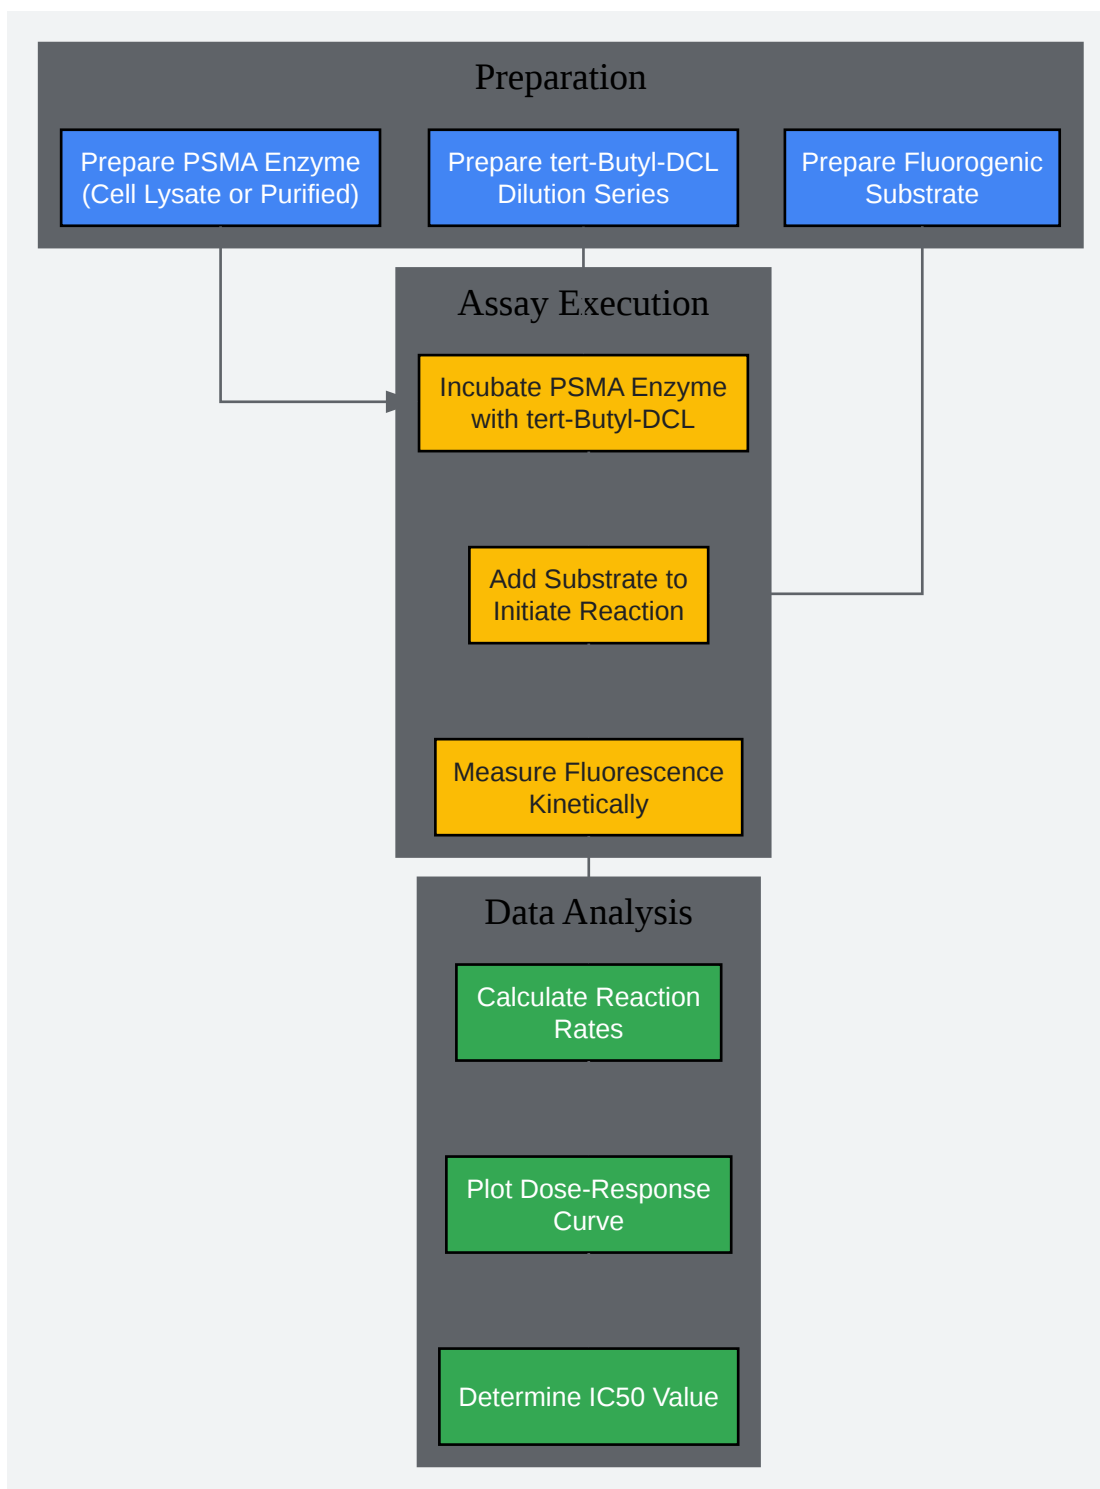 Preparation
Prepare PSMA Enzyme
(Cell Lysate or Purified)
Prepare tert-Butyl-DCL
Dilution Series
Prepare Fluorogenic
Substrate
Assay Execution
Incubate PSMA Enzyme
with tert-Butyl-DCL
Add Substrate to
Initiate Reaction
Measure Fluorescence
Kinetically
Data Analysis
Calculate Reaction
Rates
Plot Dose-Response
Curve
Determine IC50 Value